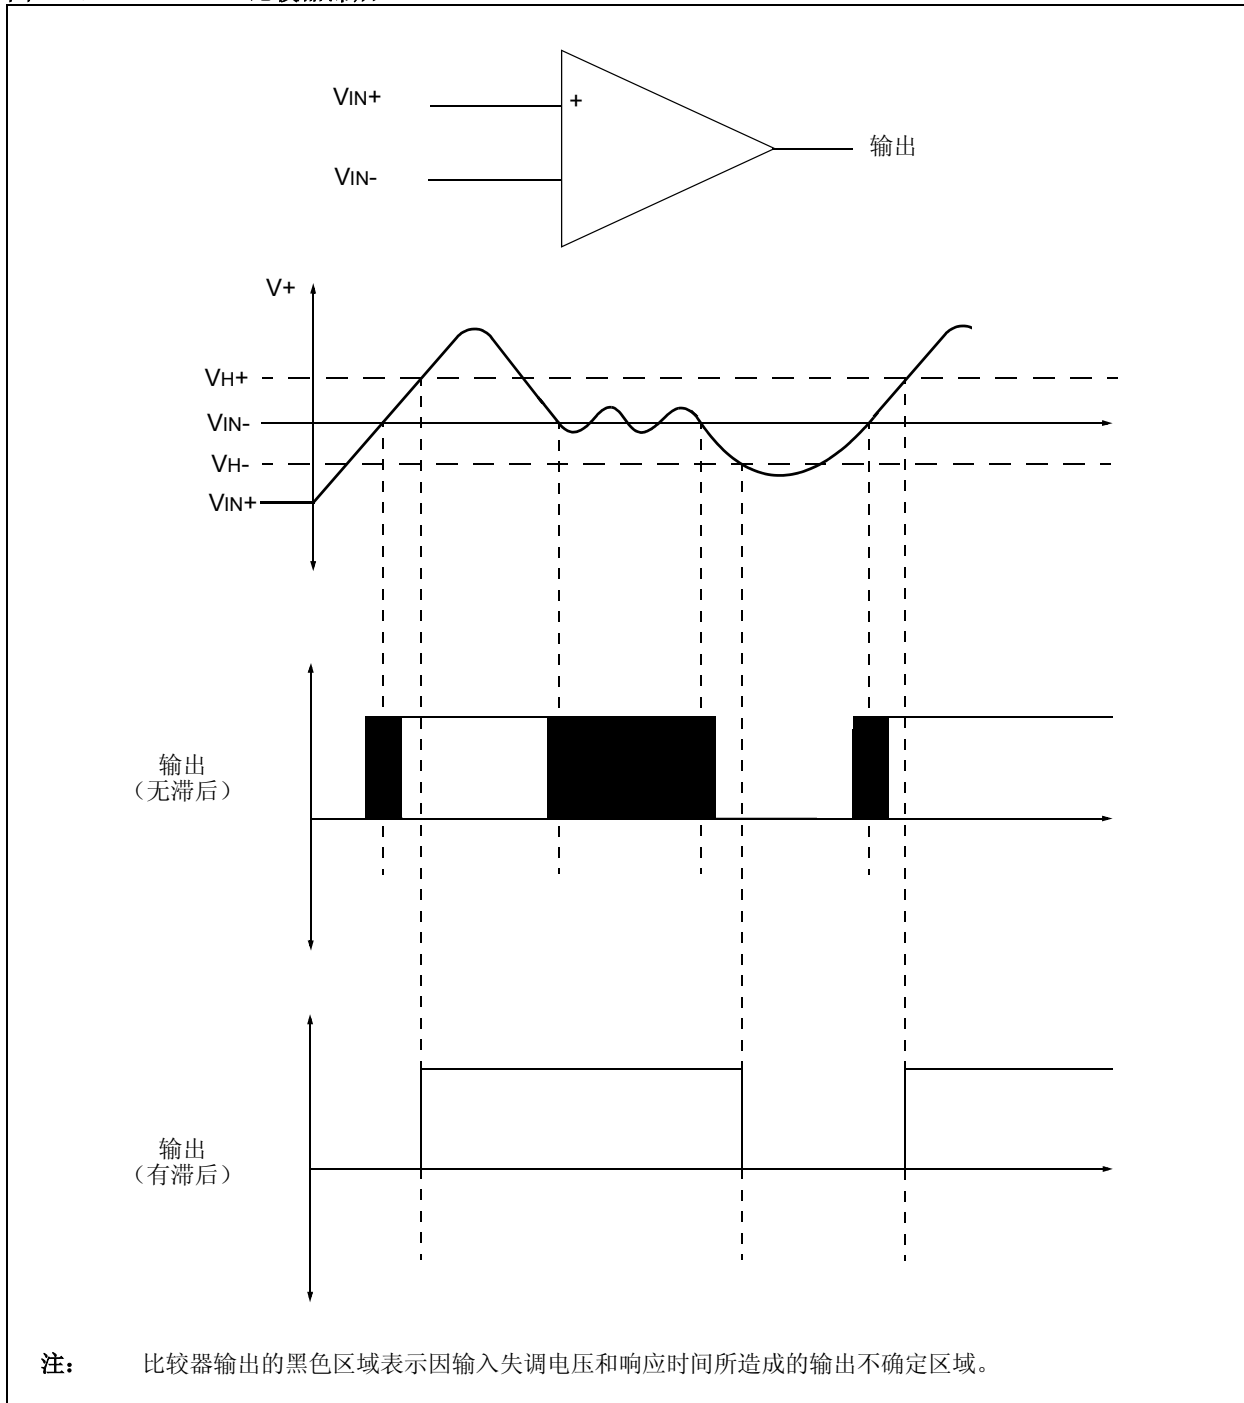 VIN+
+
输出
VIN-
V+
VH+
VIN-
VH-
VIN+
输出
（无滞后）
输出
（有滞后）
注： 比较器输出的黑色区域表示因输入失调电压和响应时间所造成的输出不确定区域。